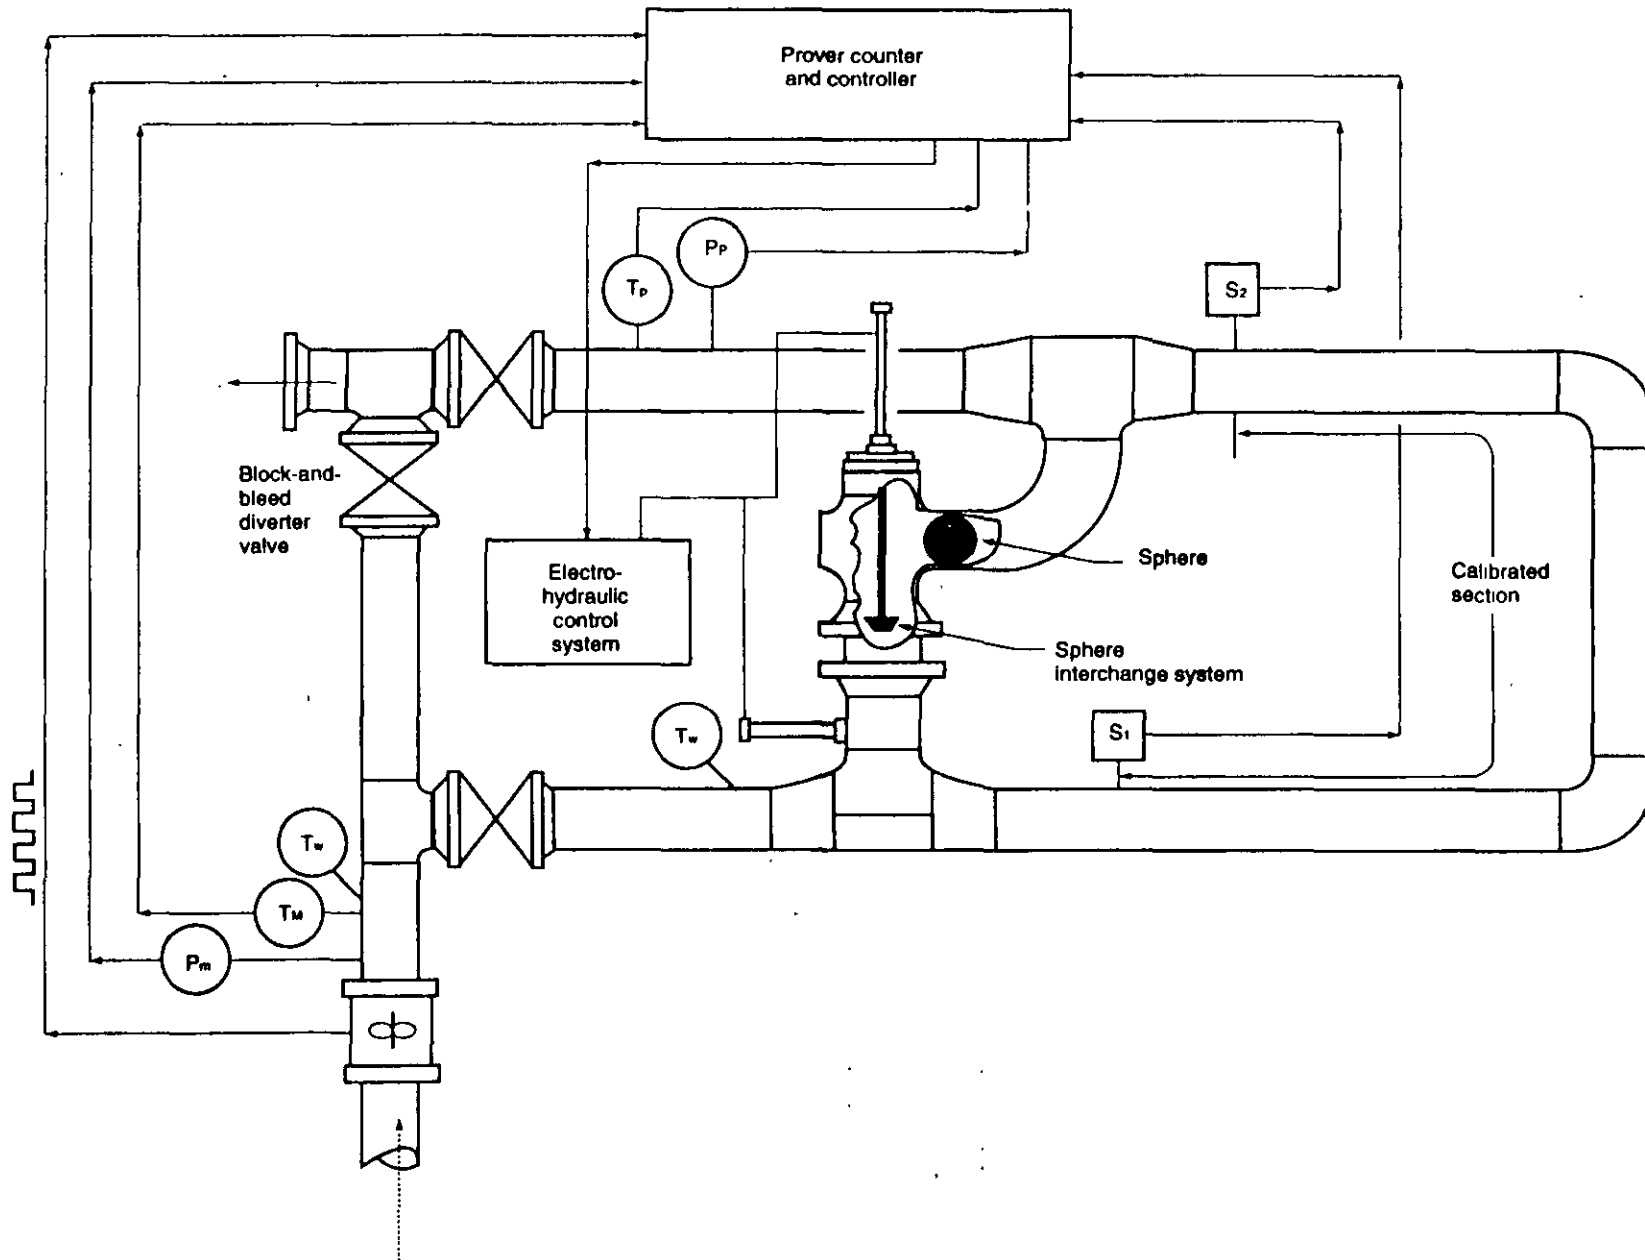 Prover counter
and controller
S2
PP
TP
Block-and-
bleed
diverter
valve
Electro-
hydraulic
control
system
Sphere
Calibrated
section
Sphere
interchange system
S1
Tw
Tw
TM
Pm